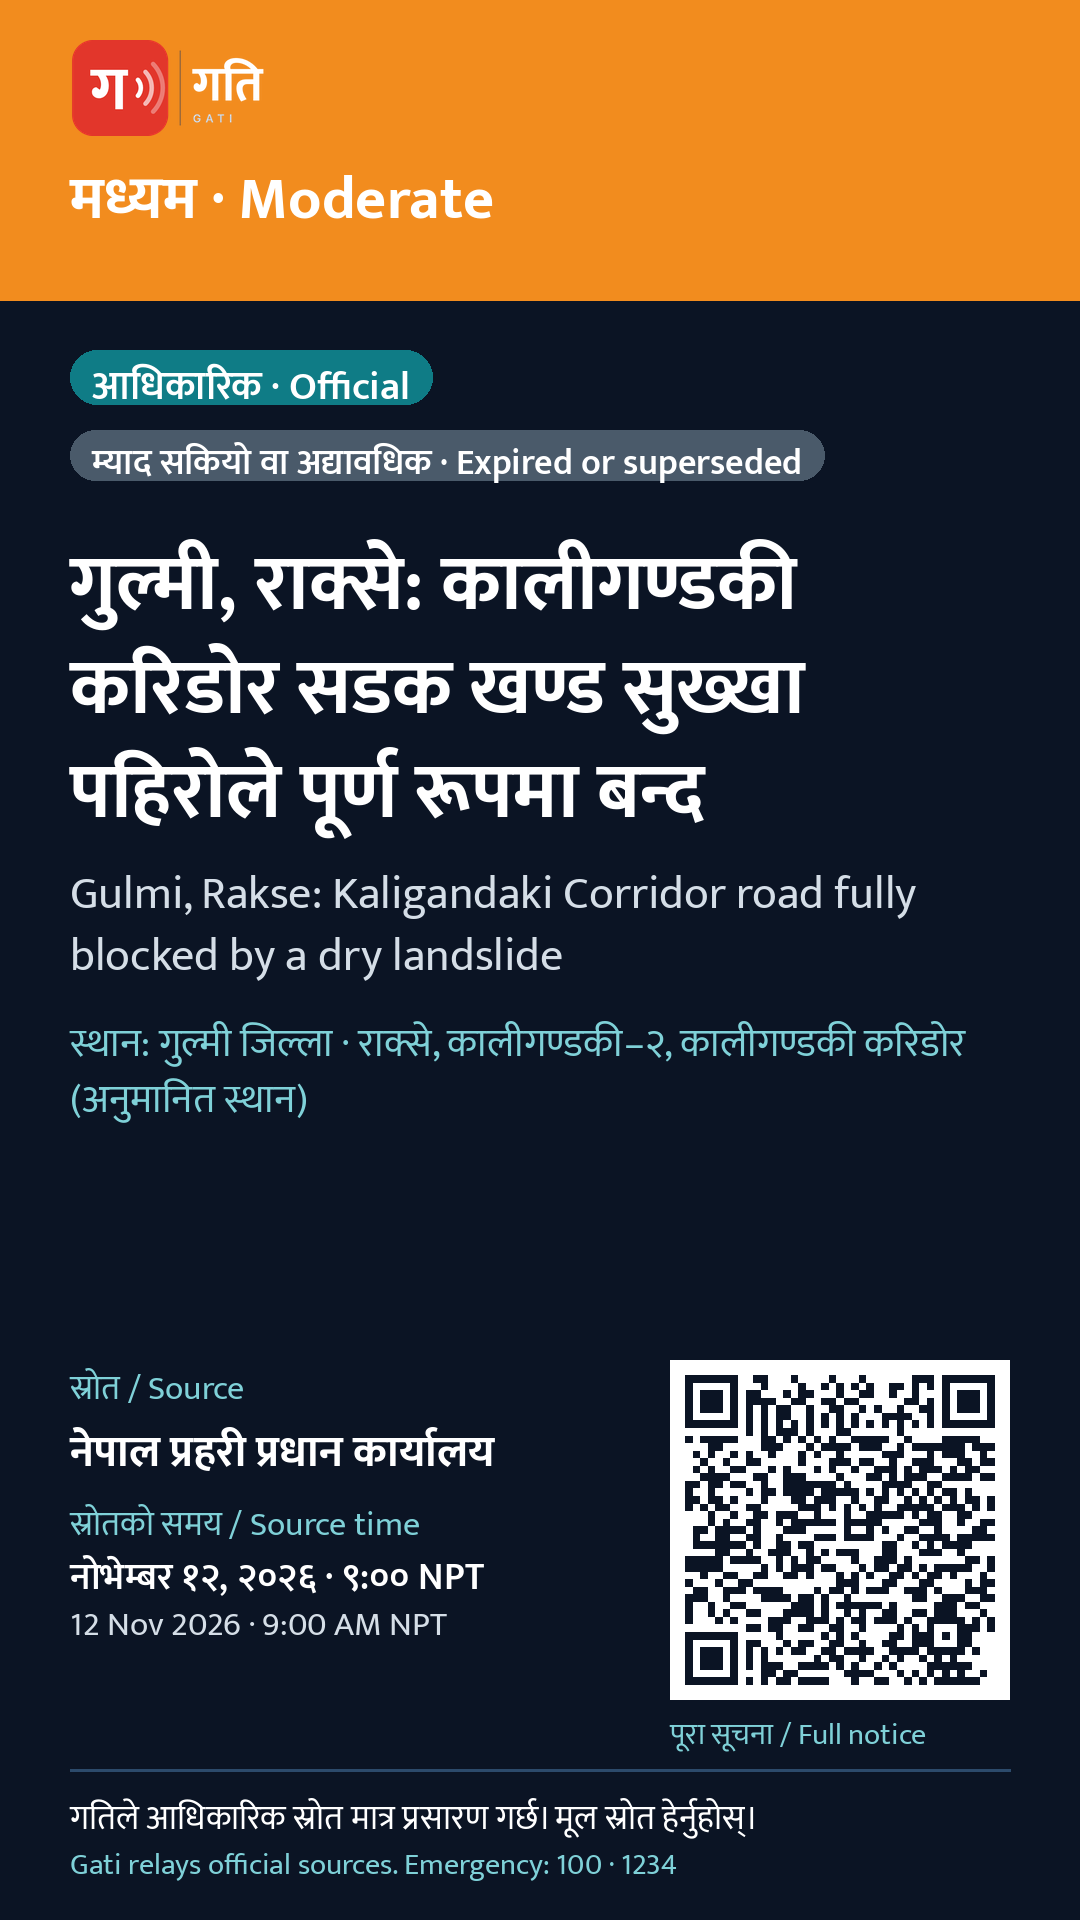 ग
गति
GATI
मध्यम · Moderate
आधिकारिक · Official
म्याद सकियो वा अद्यावधिक · Expired or superseded
गुल्मी, राक्से: कालीगण्डकी
करिडोर सडक खण्ड सुख्खा
पहिरोले पूर्ण रूपमा बन्द
Gulmi, Rakse: Kaligandaki Corridor road fully
blocked by a dry landslide
स्थान: गुल्मी जिल्ला · राक्से, कालीगण्डकी–२, कालीगण्डकी करिडोर
(अनुमानित स्थान)
स्रोत / Source
नेपाल प्रहरी प्रधान कार्यालय
स्रोतको समय / Source time
नोभेम्बर १२, २०२६ · ९:०० NPT
12 Nov 2026 · 9:00 AM NPT
पूरा सूचना / Full notice
गतिले आधिकारिक स्रोत मात्र प्रसारण गर्छ। मूल स्रोत हेर्नुहोस्।
Gati relays official sources. Emergency: 100 · 1234